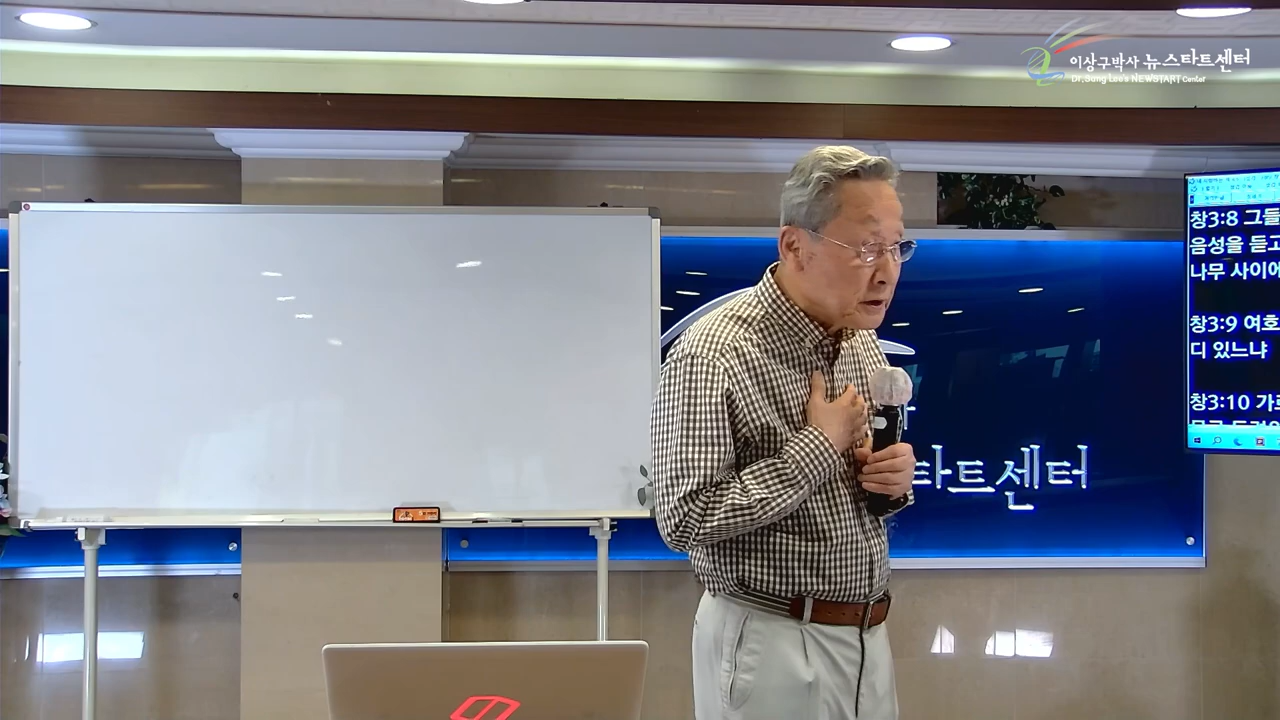 이상구박사 뉴스타트센터
Dr. Sang Lee's NEWSTART Center
창3:8 그들
음성을 듣고
나무 사이에
창3:9 여호
디 있느냐
창3:10 가로
타트센터